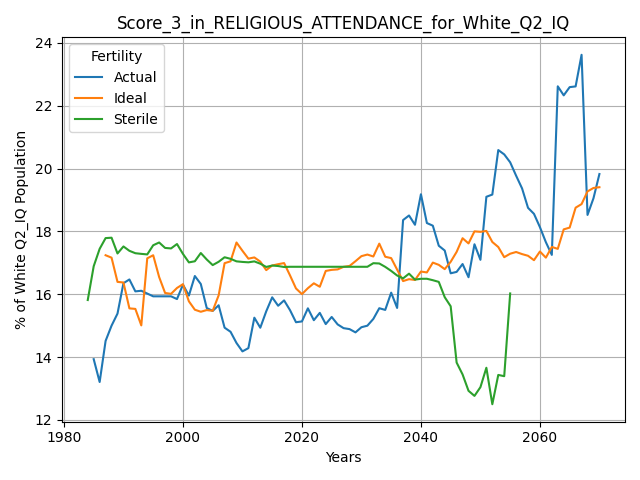 Score_3_in_RELIGIOUS_ATTENDANCE_for_White_Q2_IQ
% of White Q2_IQ Population
24
22
20
18
16
14
12
Fertility
Actual
Ideal
Sterile
1980
2000
2020
2040
2060
Years